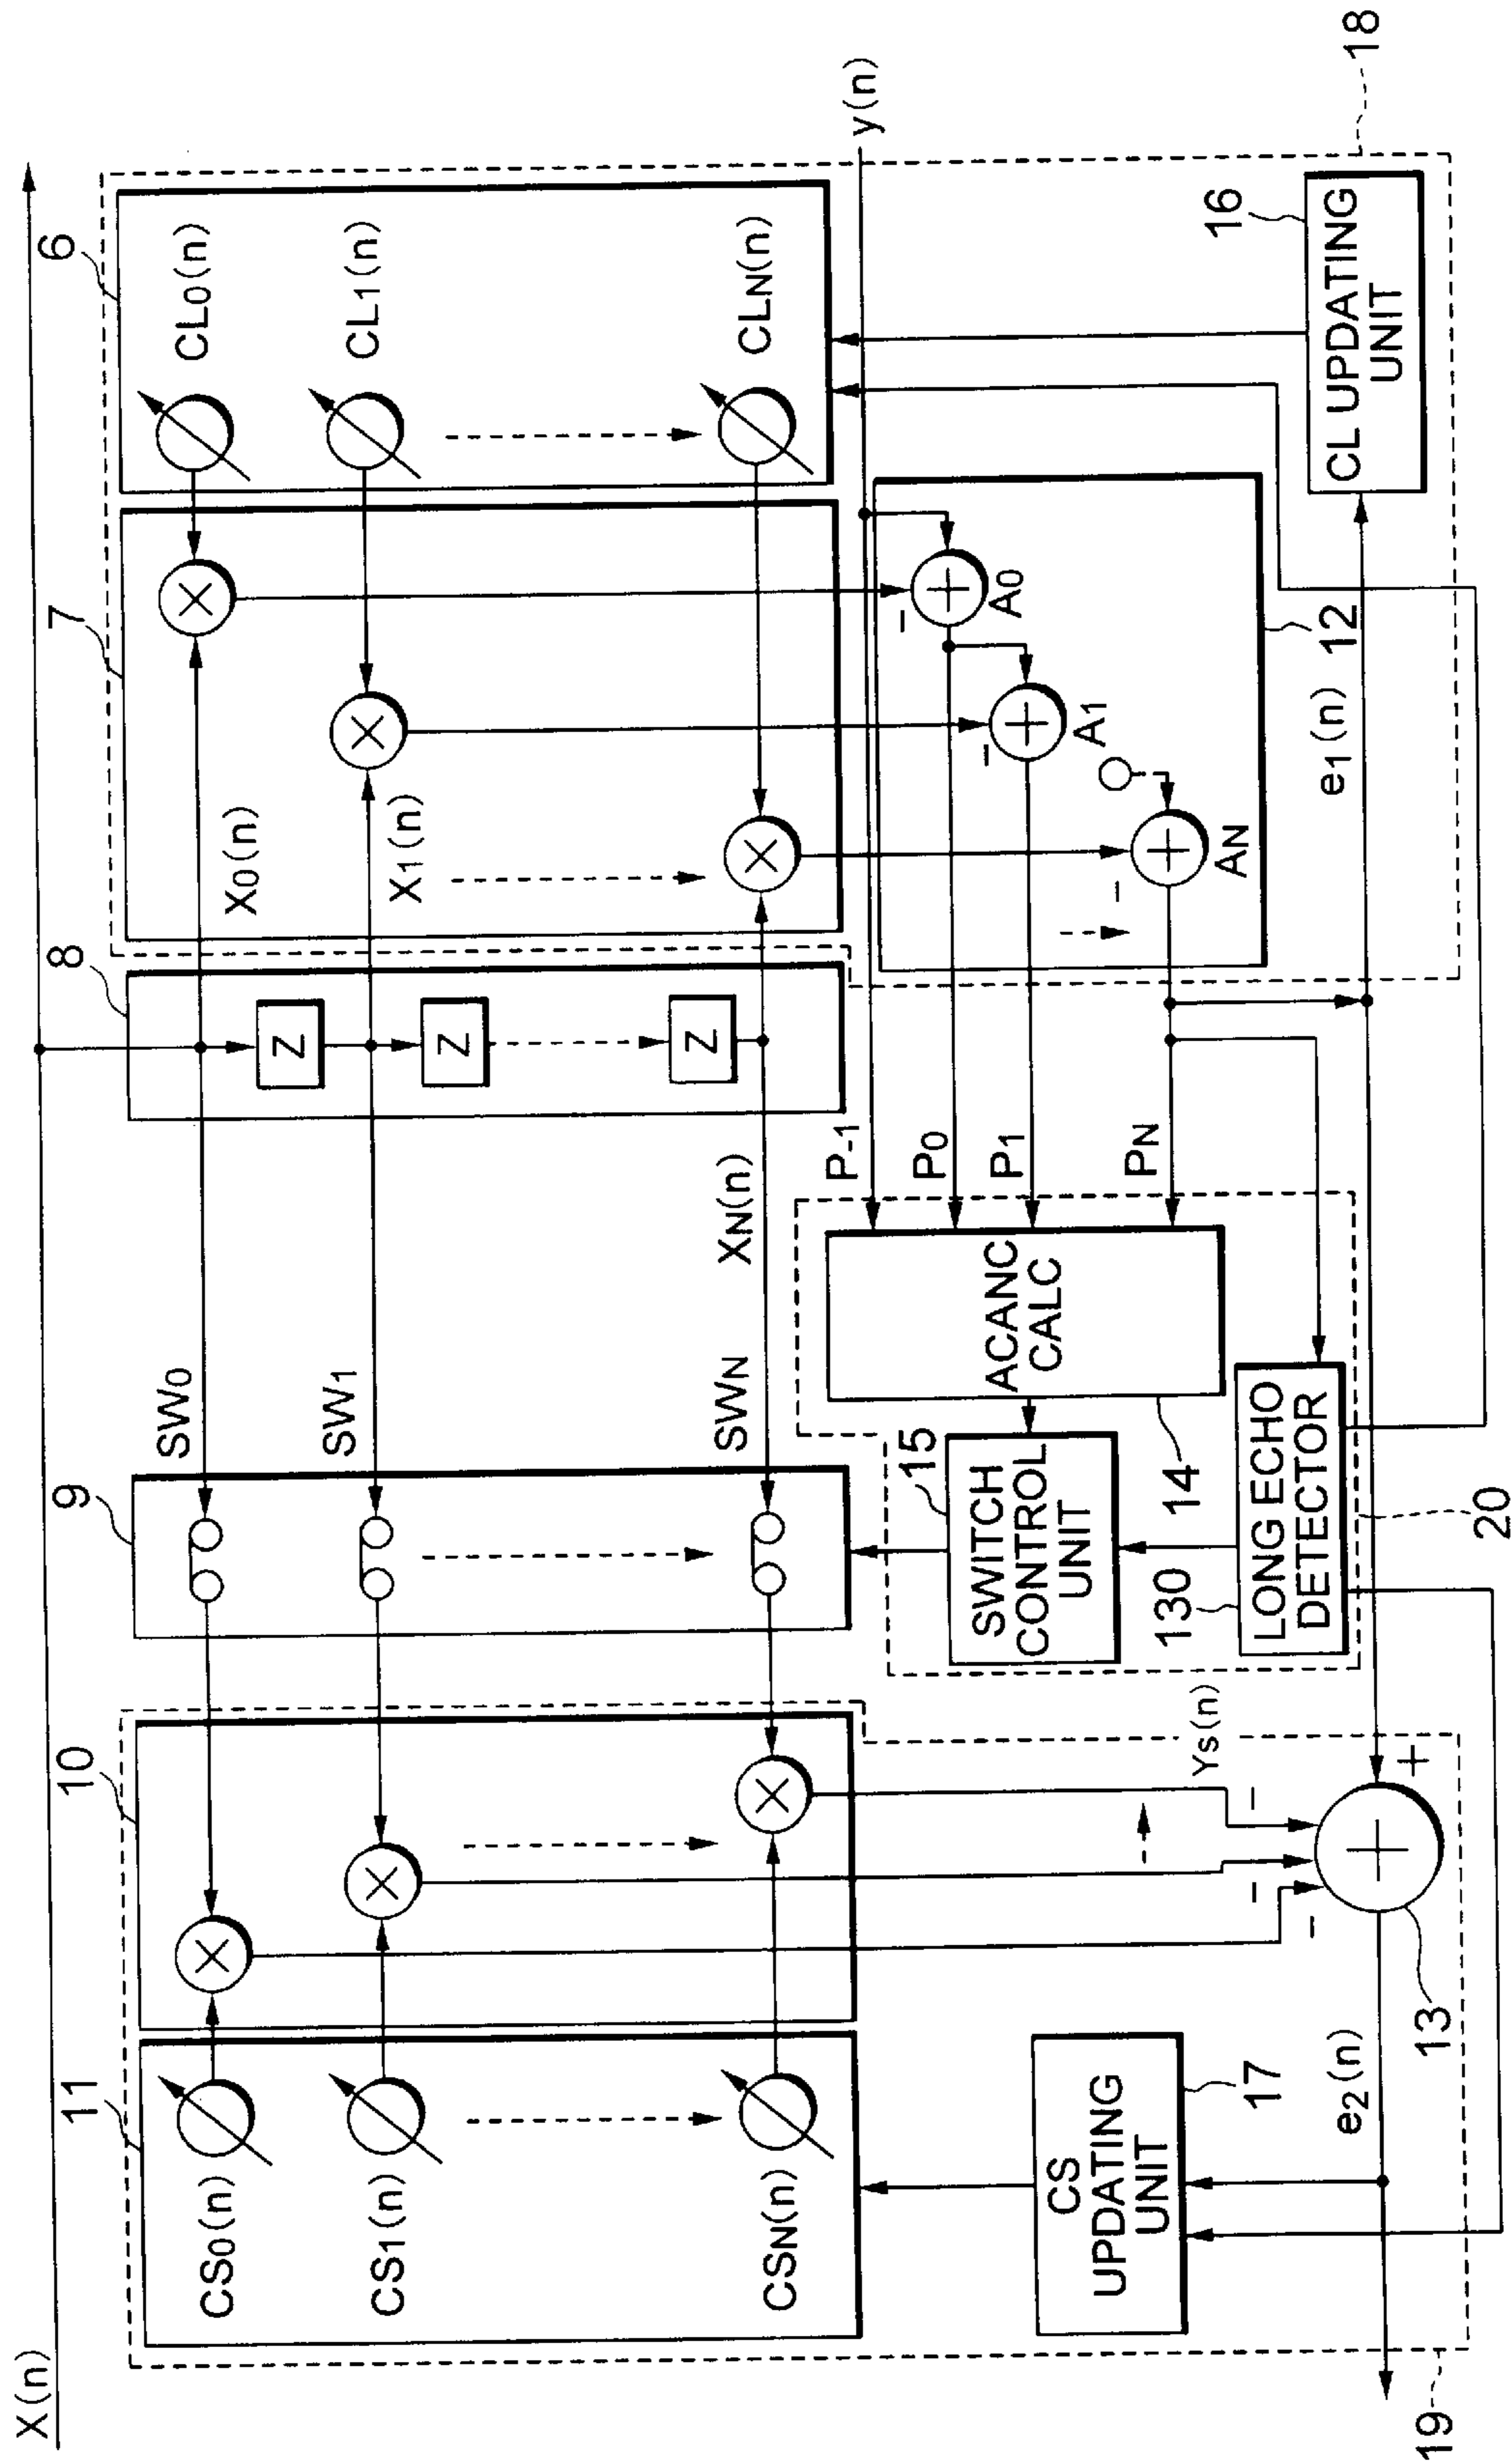 X(n)
11
CS0(n)
CS1(n)
CSN(n)
10
9
SW0
SW1
SWN
8
XN(n)
7
X0(n)
X1(n)
6
CL0(n)
CL1(n)
CLN(n)
Z
Z
Z
y(n)
P-1
P0
P1
PN
A0
A1
AN
12
ACANC
CALC
14
15
SWITCH
CONTROL
UNIT
130
LONG ECHO
DETECTOR
20
Ys(n)
CS
UPDATING
UNIT
17
13
e1(n)
e2(n)
CL UPDATING
UNIT
16
18
19